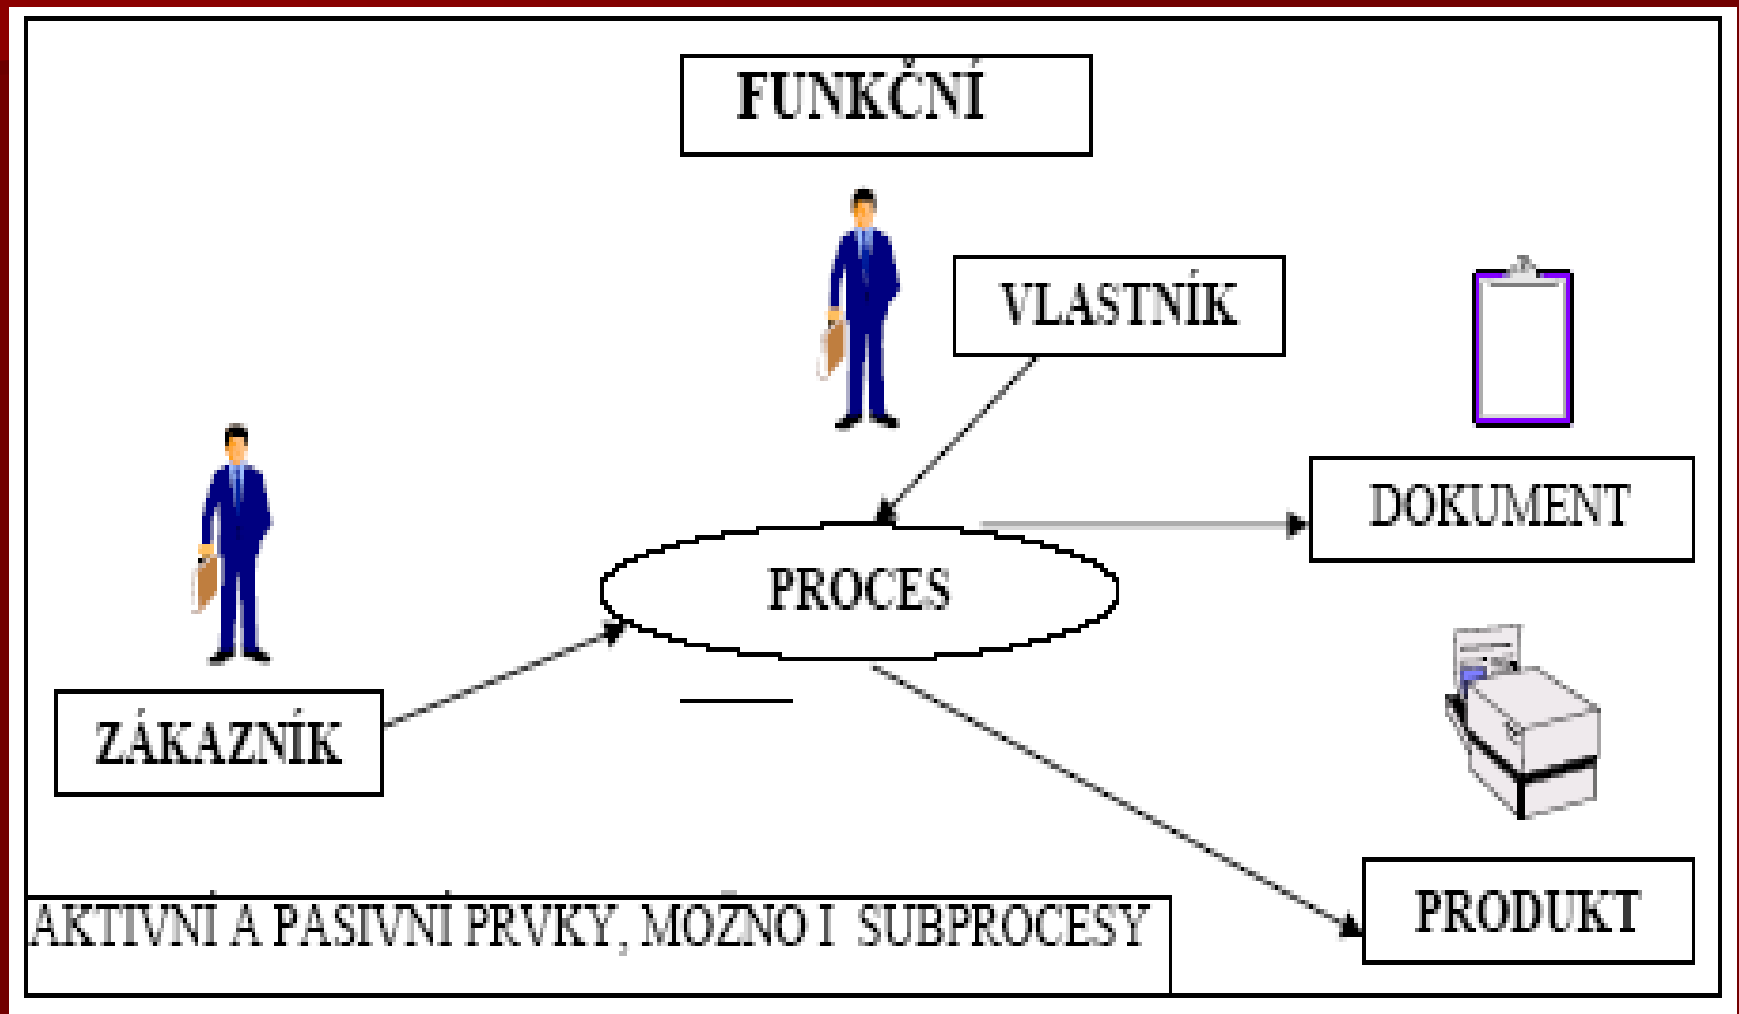 FUNKČNÍ
VLASTNÍK
DOKUMENT
PROCES
ZÁKAZNÍK
PRODUKT
AKTIVNÍ A PASIVNÍ PRVKY, MOŽNO I SUBPROCESY